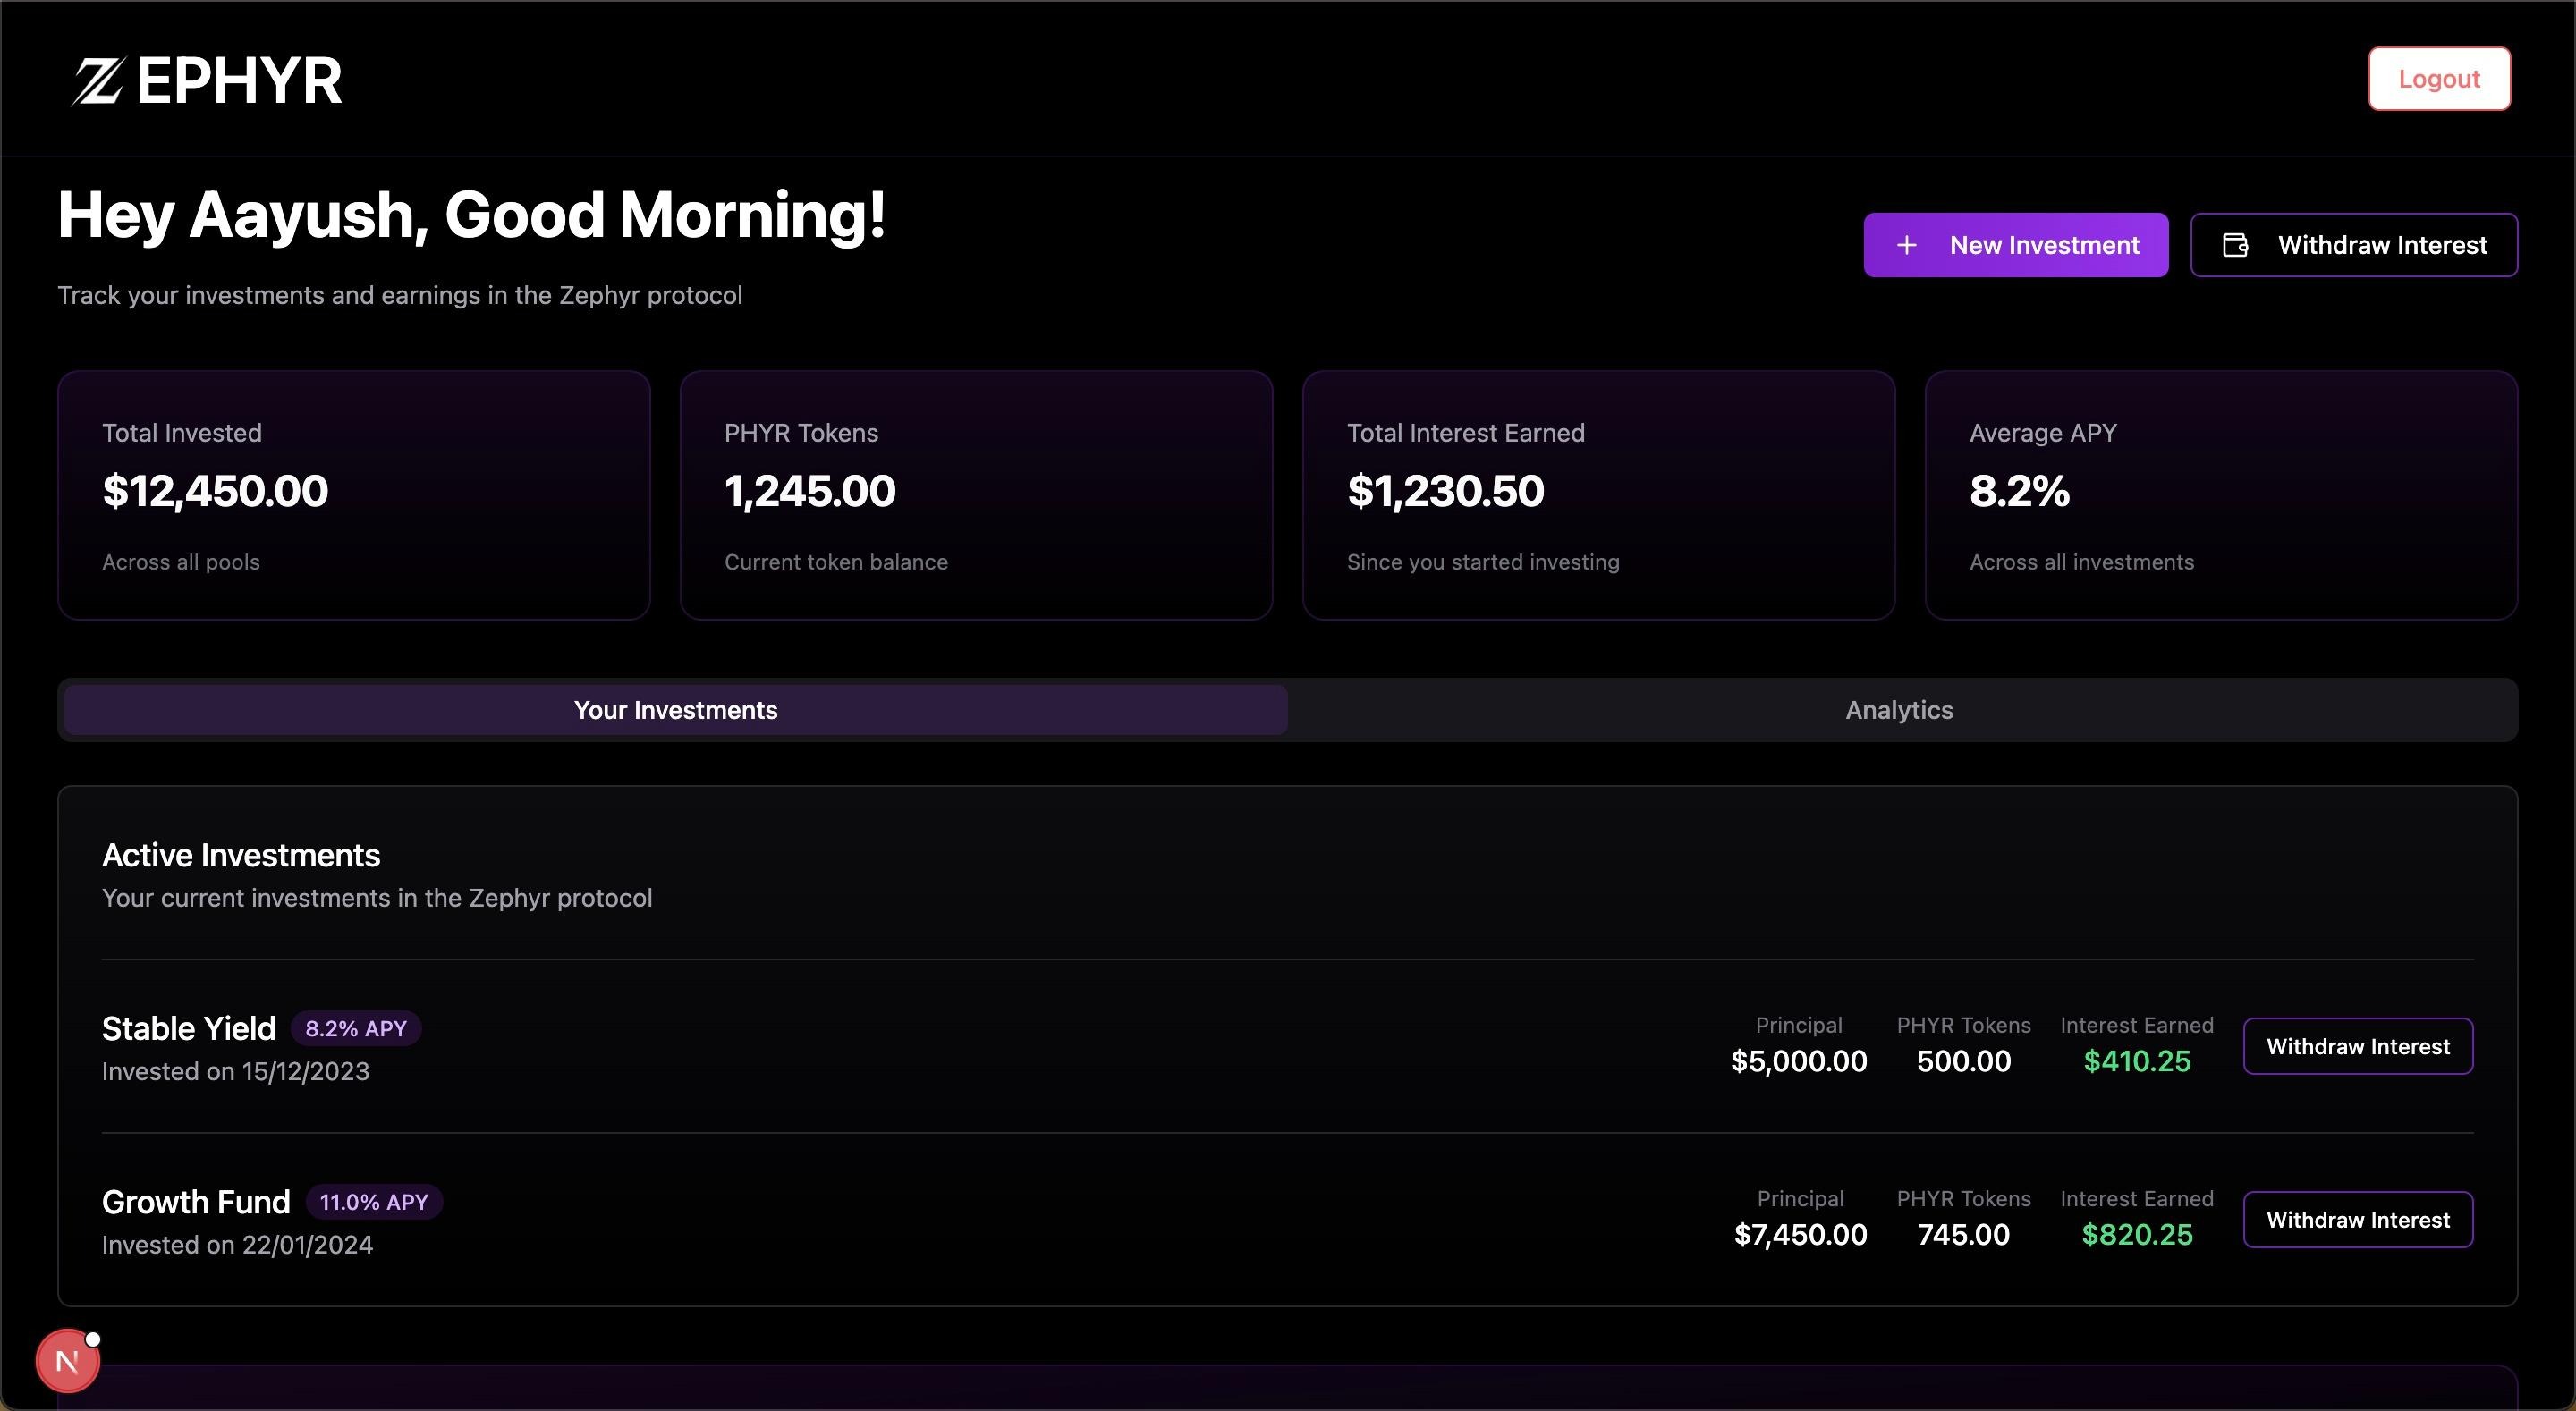 ZEPHYR
Logout
Hey Aayush, Good Morning!
Track your investments and earnings in the Zephyr protocol
+ New Investment
Withdraw Interest
Total Invested
$12,450.00
Across all pools
PHYR Tokens
1,245.00
Current token balance
Total Interest Earned
$1,230.50
Since you started investing
Average APY
8.2%
Across all investments
Your Investments
Analytics
Active Investments
Your current investments in the Zephyr protocol
Stable Yield 8.2% APY
Invested on 15/12/2023
Principal
$5,000.00
PHYR Tokens
500.00
Interest Earned
$410.25
Withdraw Interest
Growth Fund 11.0% APY
Invested on 22/01/2024
Principal
$7,450.00
PHYR Tokens
745.00
Interest Earned
$820.25
Withdraw Interest
N